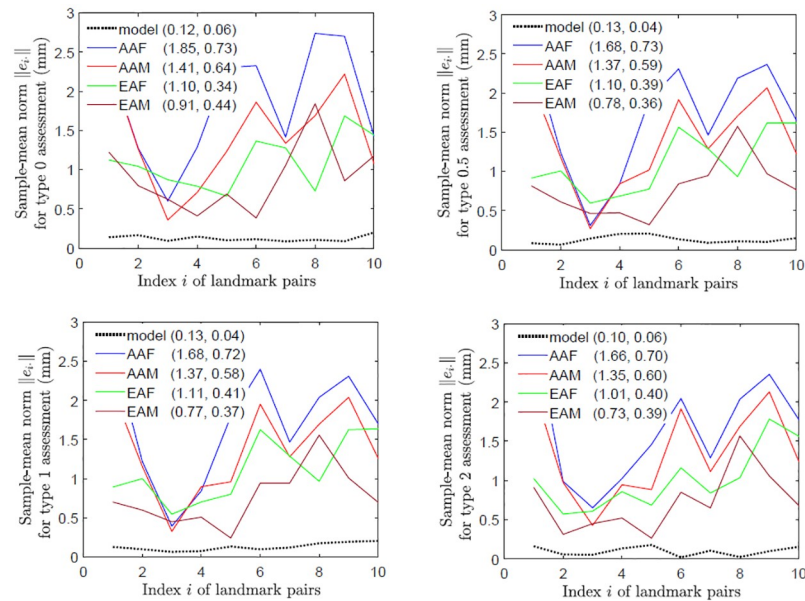 3
2.5
2
1.5
1
0.5
0
model (0.12, 0.06)
AAF (1.85, 0.73)
AAM (1.41, 0.64)
EAF (1.10, 0.34)
EAM (0.91, 0.44)
Sample-mean norm ||e_i.||
for type 0 assessment (mm)
0 2 4 6 8 10
Index i of landmark pairs
3
2.5
2
1.5
1
0.5
0
model (0.13, 0.04)
AAF (1.68, 0.73)
AAM (1.37, 0.59)
EAF (1.10, 0.39)
EAM (0.78, 0.36)
Sample-mean norm ||e_i.||
for type 0.5 assessment (mm)
0 2 4 6 8 10
Index i of landmark pairs
3
2.5
2
1.5
1
0.5
0
model (0.13, 0.04)
AAF (1.68, 0.72)
AAM (1.37, 0.58)
EAF (1.11, 0.41)
EAM (0.77, 0.37)
Sample-mean norm ||e_i.||
for type 1 assessment (mm)
0 2 4 6 8 10
Index i of landmark pairs
3
2.5
2
1.5
1
0.5
0
model (0.10, 0.06)
AAF (1.66, 0.70)
AAM (1.35, 0.60)
EAF (1.01, 0.40)
EAM (0.73, 0.39)
Sample-mean norm ||e_i.||
for type 2 assessment (mm)
0 2 4 6 8 10
Index i of landmark pairs